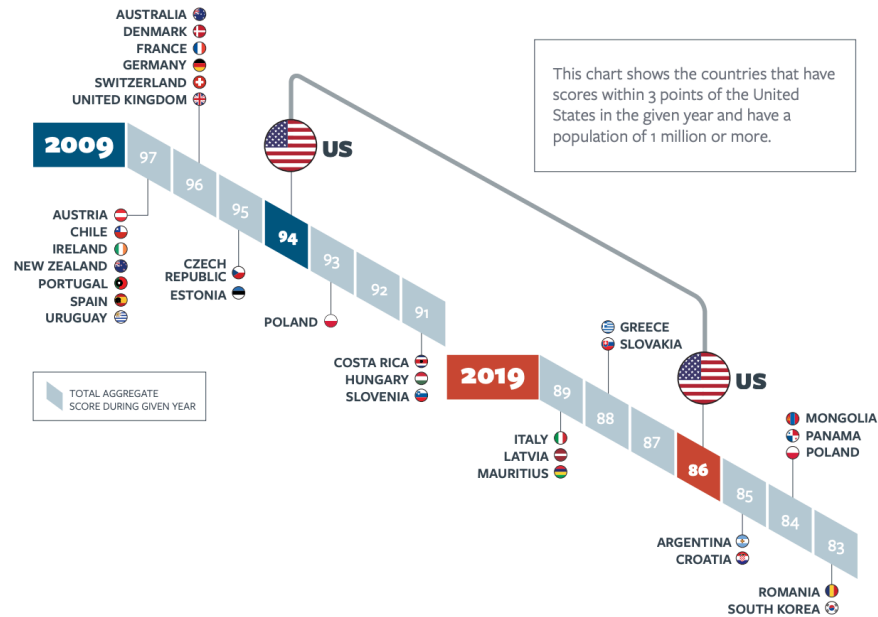 AUSTRALIA
DENMARK
FRANCE
GERMANY
SWITZERLAND
UNITED KINGDOM
This chart shows the countries that have
scores within 3 points of the United
States in the given year and have a
population of 1 million or more.
2009
97
96
95
94
93
92
91
US
AUSTRIA
CHILE
IRELAND
NEW ZEALAND
PORTUGAL
SPAIN
URUGUAY
CZECH
REPUBLIC
ESTONIA
POLAND
COSTA RICA
HUNGARY
SLOVENIA
TOTAL AGGREGATE
SCORE DURING GIVEN YEAR
2019
89
88
87
86
85
84
83
GREECE
SLOVAKIA
US
ITALY
LATVIA
MAURITIUS
MONGOLIA
PANAMA
POLAND
ARGENTINA
CROATIA
ROMANIA
SOUTH KOREA